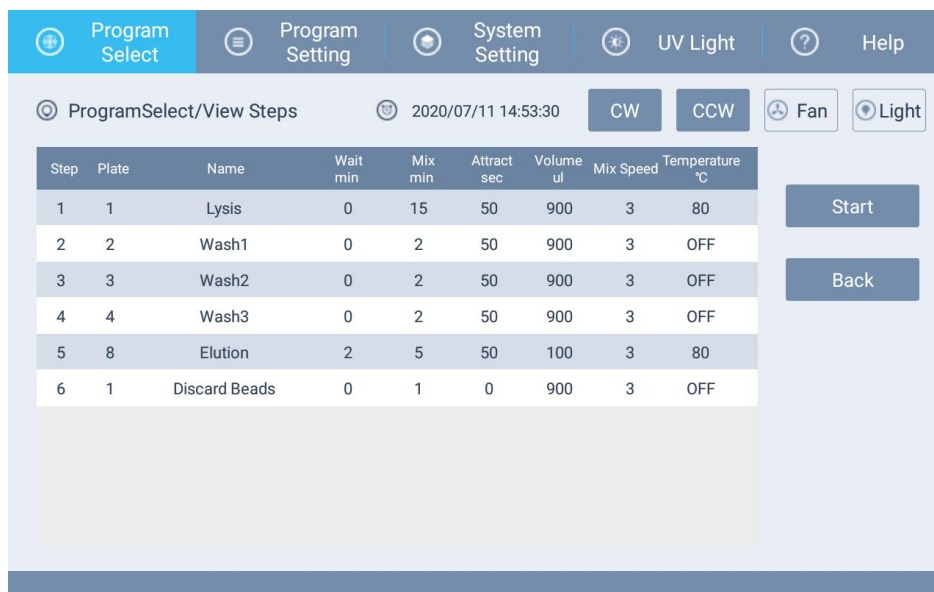 Program Select
Program Setting
System Setting
UV Light
Help
ProgramSelect/View Steps 2020/07/11 14:53:30 CW CCW Fan Light
Step Plate Name Wait min Mix min Attract sec Volume ul Mix Speed Temperature ℃
1 1 Lysis 0 15 50 900 3 80
2 2 Wash1 0 2 50 900 3 OFF
3 3 Wash2 0 2 50 900 3 OFF
4 4 Wash3 0 2 50 900 3 OFF
5 8 Elution 2 5 50 100 3 80
6 1 Discard Beads 0 1 0 900 3 OFF
Start
Back